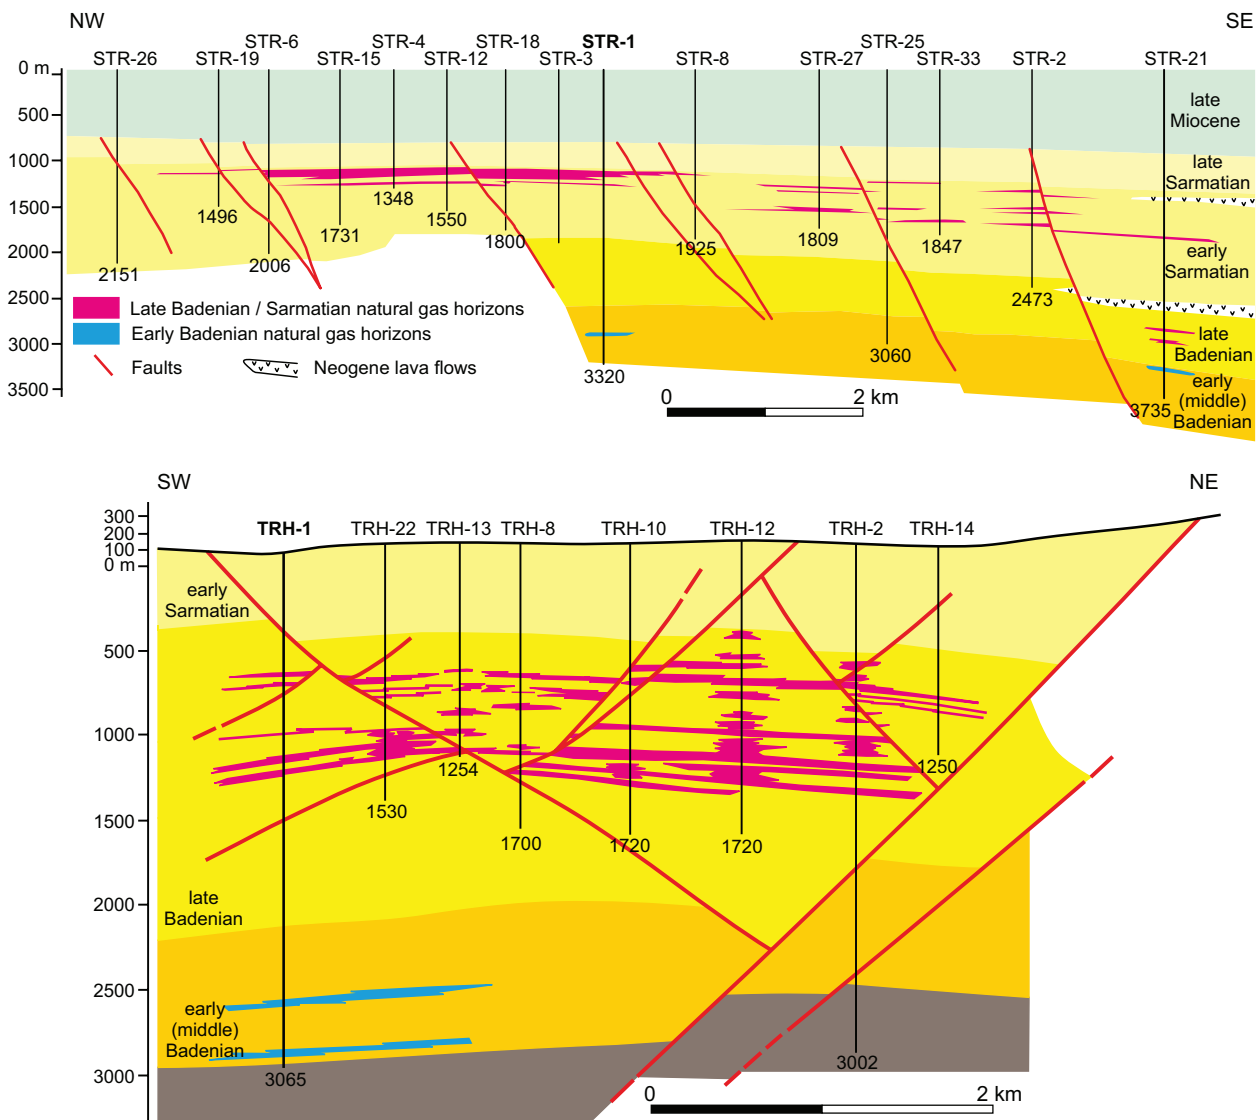 NW
SE
STR-6
STR-4
STR-18
STR-1
STR-25
STR-26
STR-19
STR-15
STR-12
STR-3
STR-8
STR-27
STR-33
STR-2
STR-21
0 m
500
1000
1500
2000
2500
3000
3500
late
Miocene
late
Sarmatian
early
Sarmatian
late
Badenian
early
(middle)
Badenian
2151
1496
2006
1731
1348
1550
1800
3320
1925
1809
3060
1847
2473
3735
Late Badenian / Sarmatian natural gas horizons
Early Badenian natural gas horizons
Faults
Neogene lava flows
0
2 km
SW
NE
TRH-1
TRH-22
TRH-13
TRH-8
TRH-10
TRH-12
TRH-2
TRH-14
300
200
100
0 m
500
1000
1500
2000
2500
3000
early
Sarmatian
late
Badenian
early
(middle)
Badenian
3065
1530
1254
1700
1720
1720
3002
1250
0
2 km